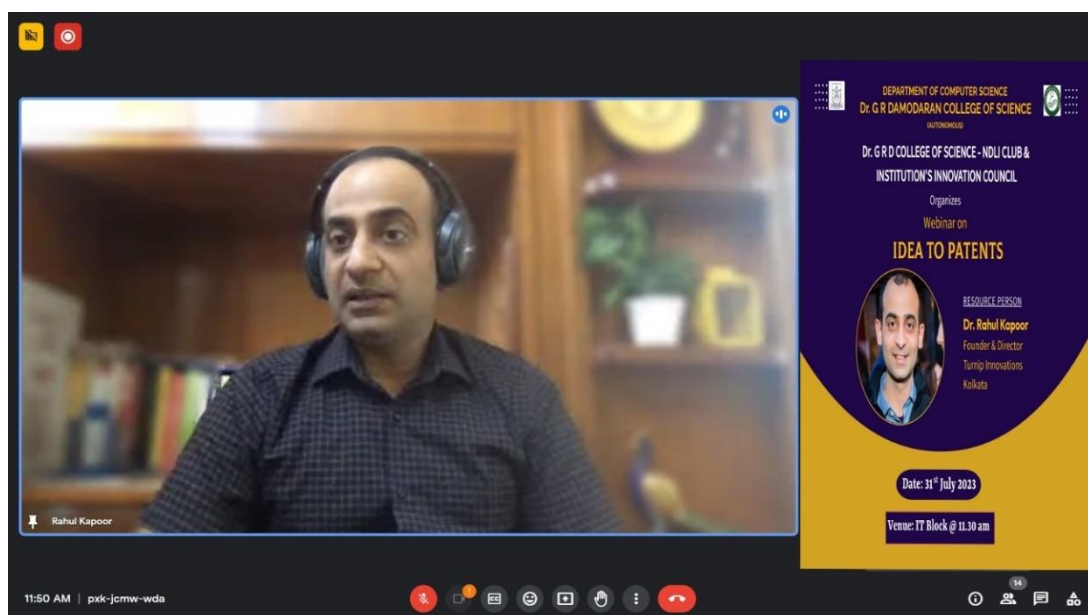 DEPARTMENT OF COMPUTER SCIENCE
Dr. G R DAMODARAN COLLEGE OF SCIENCE
(AUTONOMOUS)
Dr. G R D COLLEGE OF SCIENCE - NDLI CLUB &
INSTITUTION'S INNOVATION COUNCIL
Organizes
Webinar on
IDEA TO PATENTS
RESOURCE PERSON
Dr. Rahul Kapoor
Founder & Director
Turnip Innovations
Kolkata
Date: 31st July 2023
Venue: IT Block @ 11.30 am
Rahul Kapoor
11:50 AM | pxk-jcmw-wda
CC
14